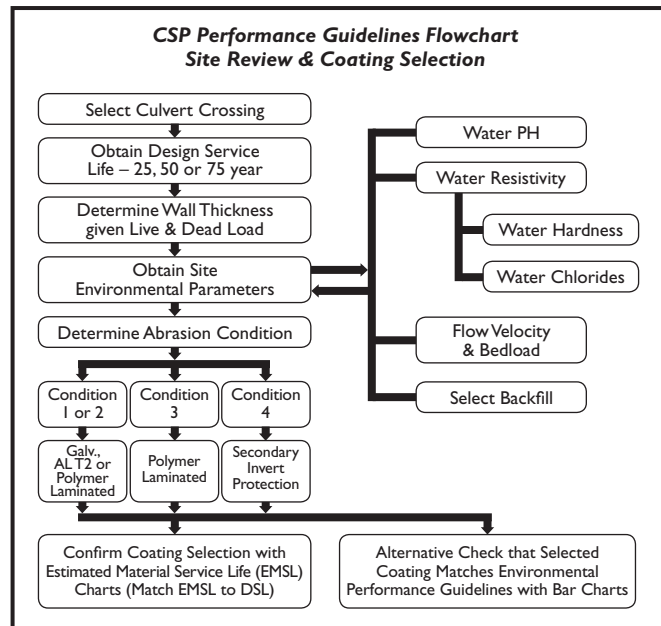 CSP Performance Guidelines Flowchart
Site Review & Coating Selection
Select Culvert Crossing
Obtain Design Service
Life – 25, 50 or 75 year
Determine Wall Thickness
given Live & Dead Load
Obtain Site
Environmental Parameters
Determine Abrasion Condition
Water PH
Water Resistivity
Water Hardness
Water Chlorides
Flow Velocity
& Bedload
Select Backfill
Condition
1 or 2
Condition
3
Condition
4
Galv.,
AL T2 or
Polymer
Laminated
Polymer
Laminated
Secondary
Invert
Protection
Confirm Coating Selection with
Estimated Material Service Life (EMSL)
Charts (Match EMSL to DSL)
Alternative Check that Selected
Coating Matches Environmental
Performance Guidelines with Bar Charts